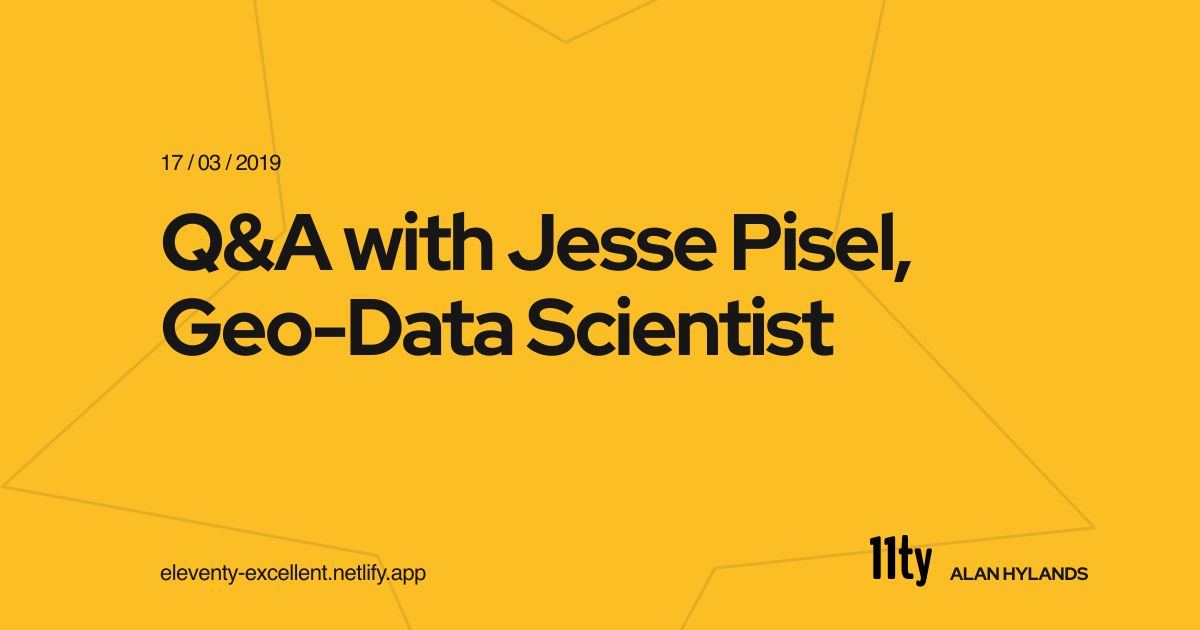 17 / 03 / 2019
Q&A with Jesse Pisel,
Geo-Data Scientist
eleventy-excellent.netlify.app
11ty
ALAN HYLANDS